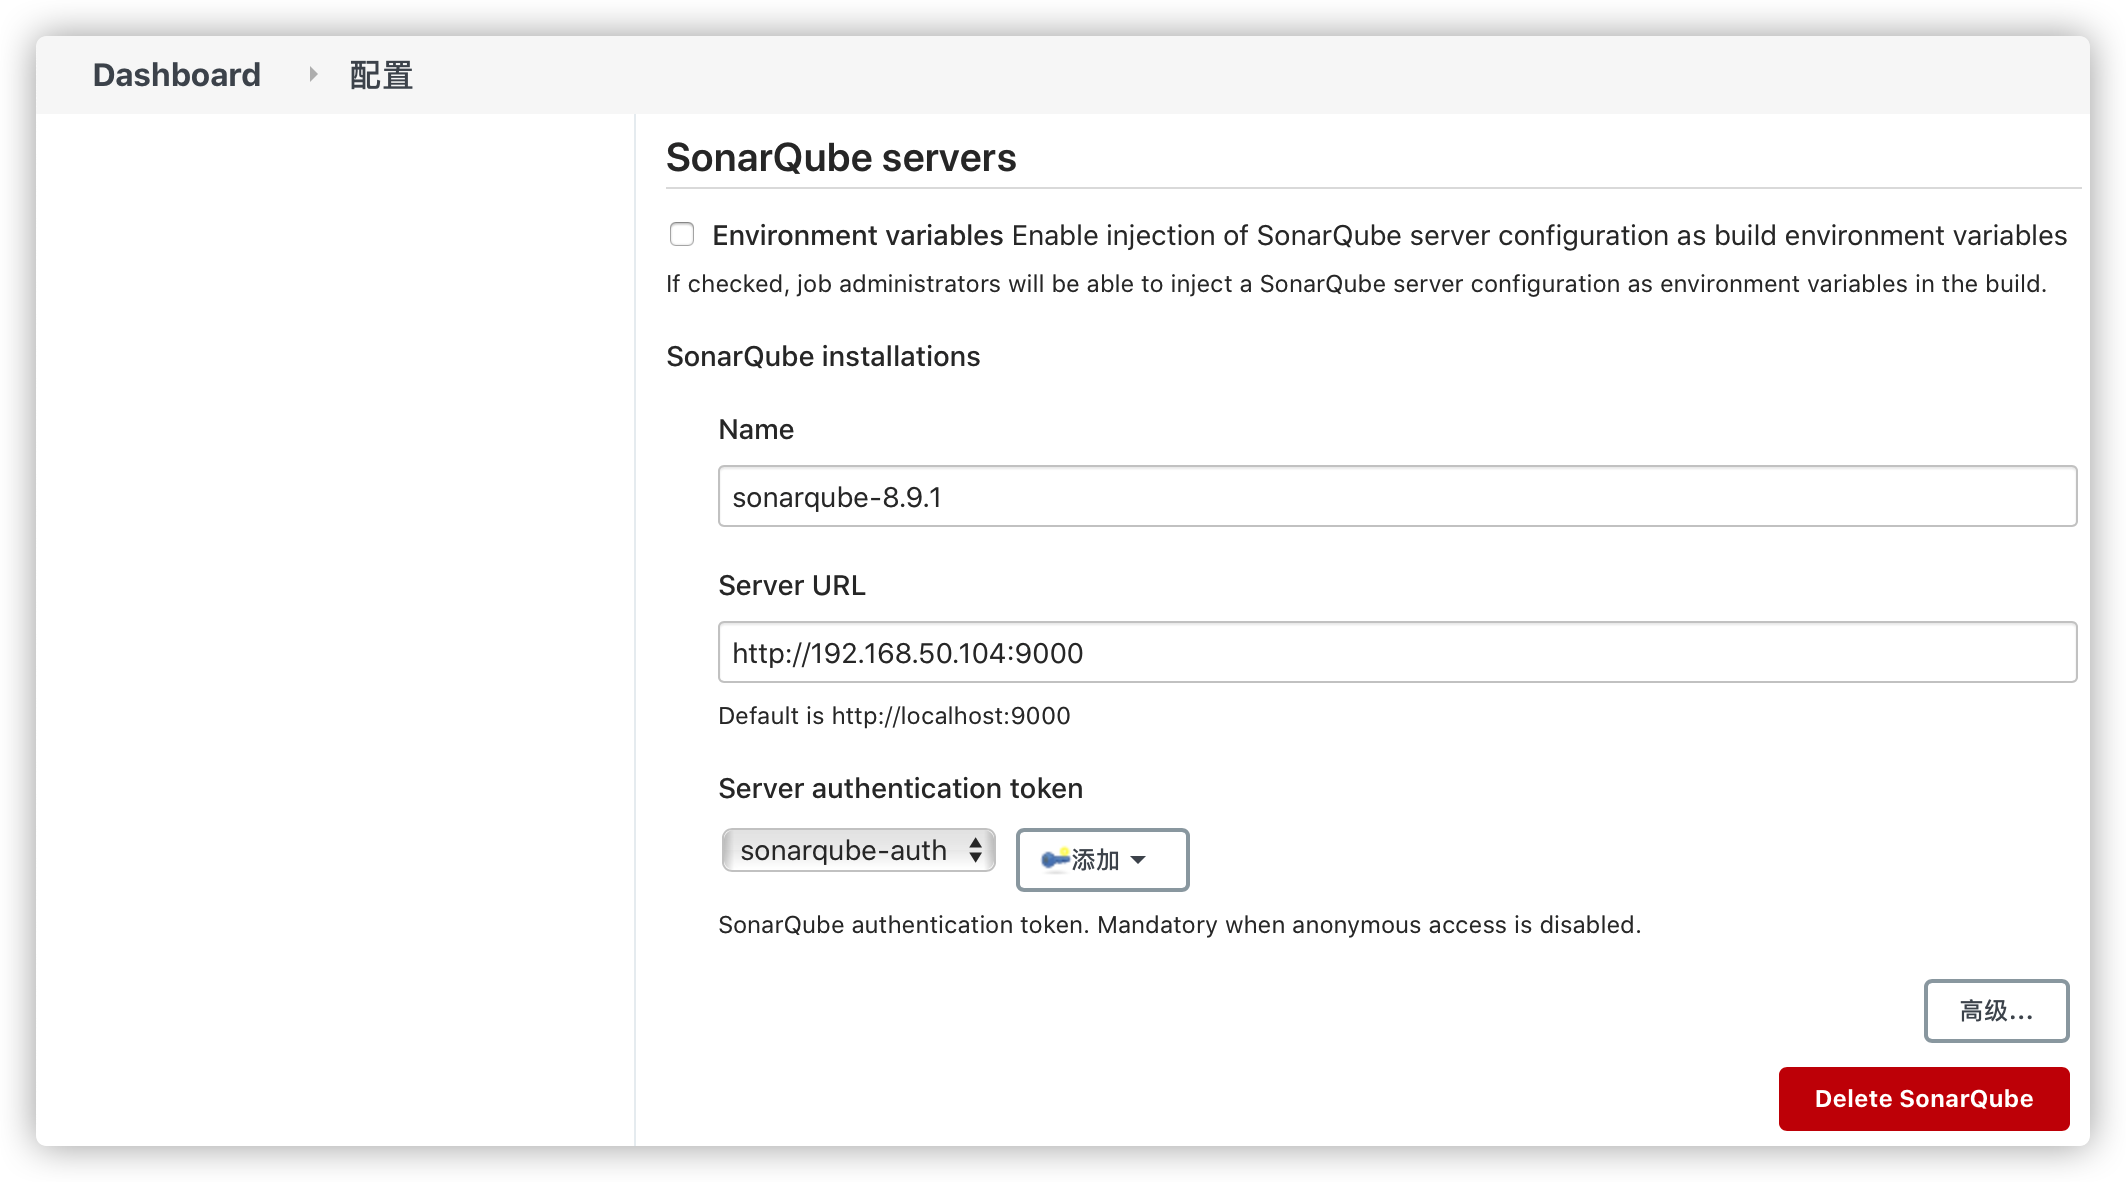 Dashboard 配置
SonarQube servers
Environment variables Enable injection of SonarQube server configuration as build environment variables
If checked, job administrators will be able to inject a SonarQube server configuration as environment variables in the build.
SonarQube installations
Name
sonarqube-8.9.1
Server URL
http://192.168.50.104:9000
Default is http://localhost:9000
Server authentication token
sonarqube-auth 添加
SonarQube authentication token. Mandatory when anonymous access is disabled.
高级...
Delete SonarQube